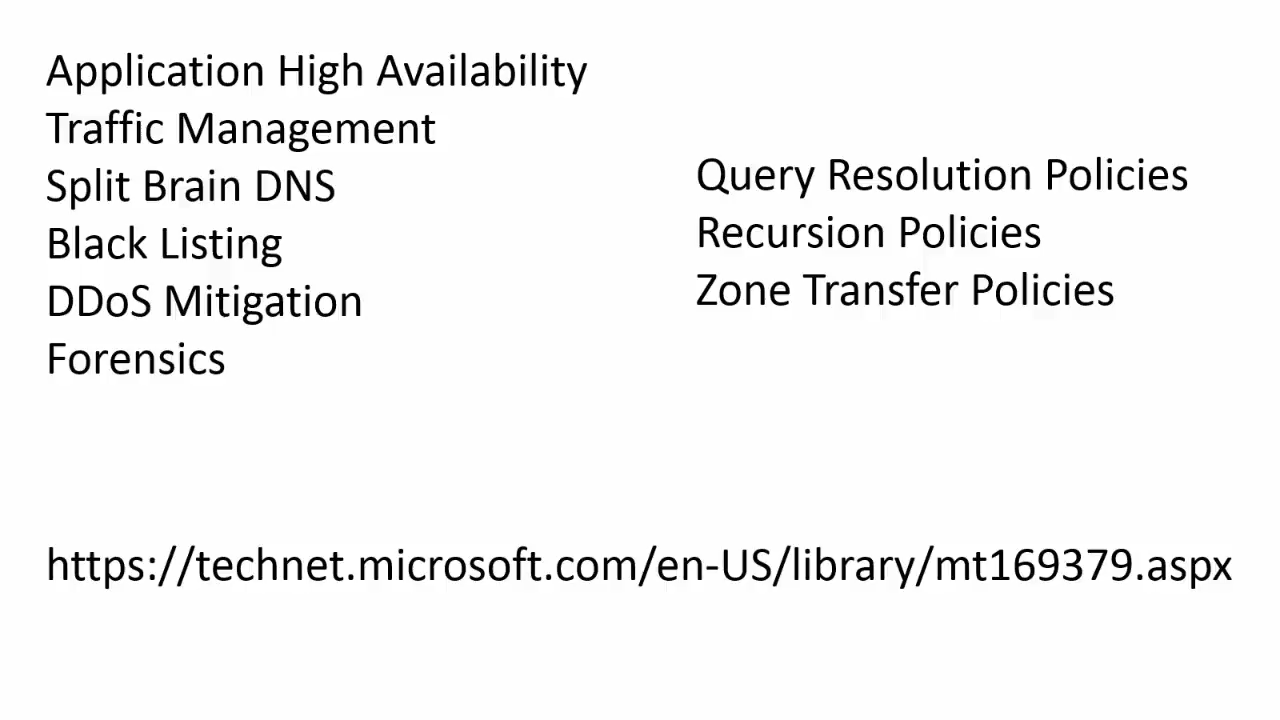 Application High Availability
Traffic Management
Split Brain DNS
Black Listing
DDoS Mitigation
Forensics
Query Resolution Policies
Recursion Policies
Zone Transfer Policies
https://technet.microsoft.com/en-US/library/mt169379.aspx